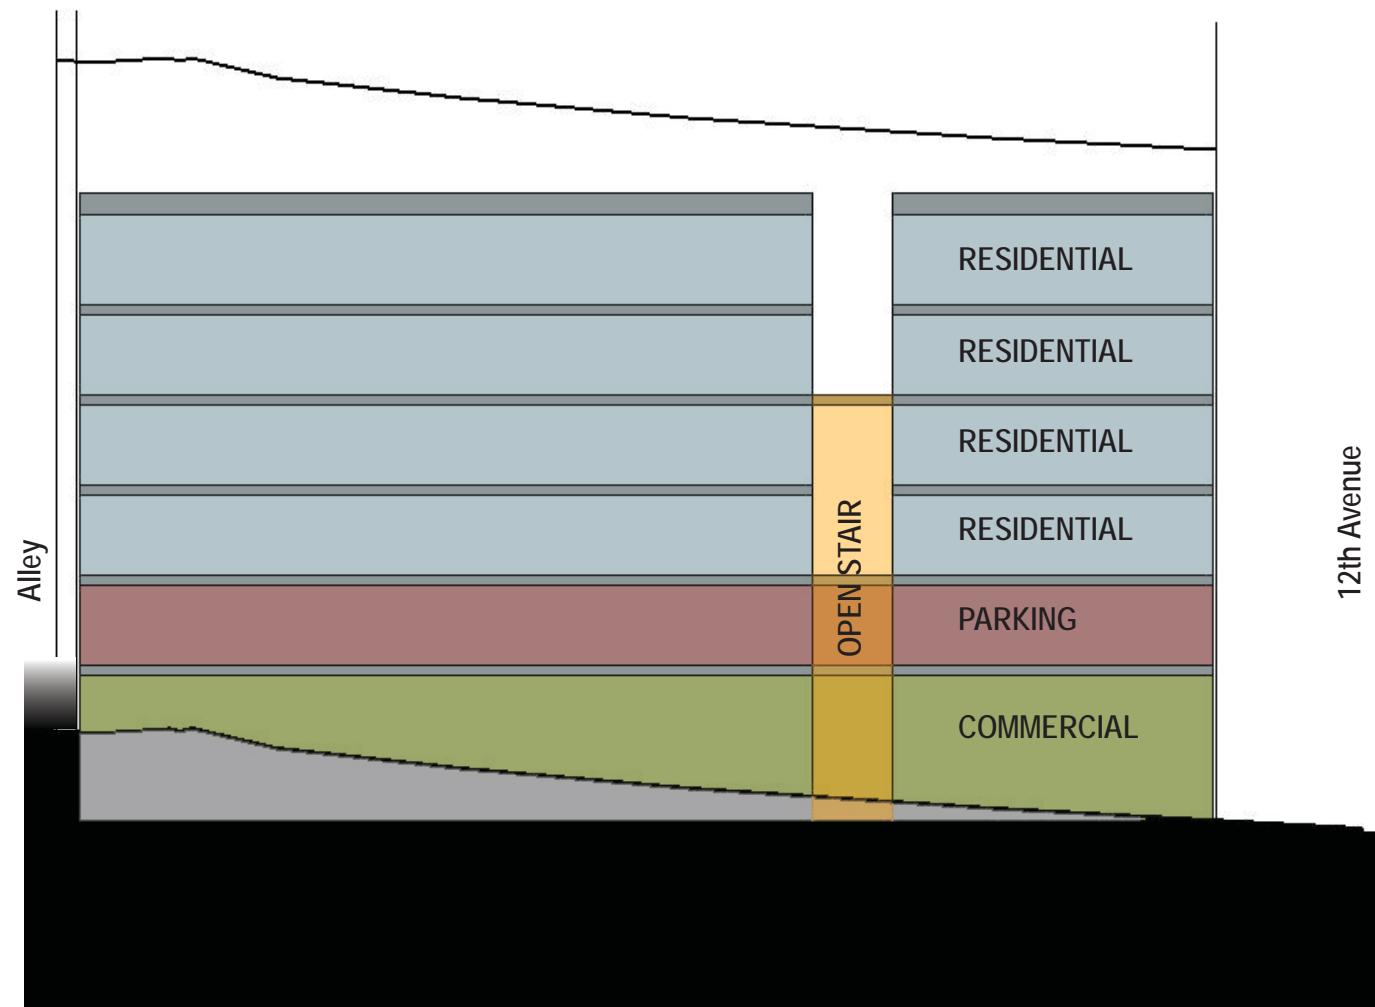 RESIDENTIAL
RESIDENTIAL
RESIDENTIAL
RESIDENTIAL
PARKING
COMMERCIAL
OPEN STAIR
Alley
12th Avenue